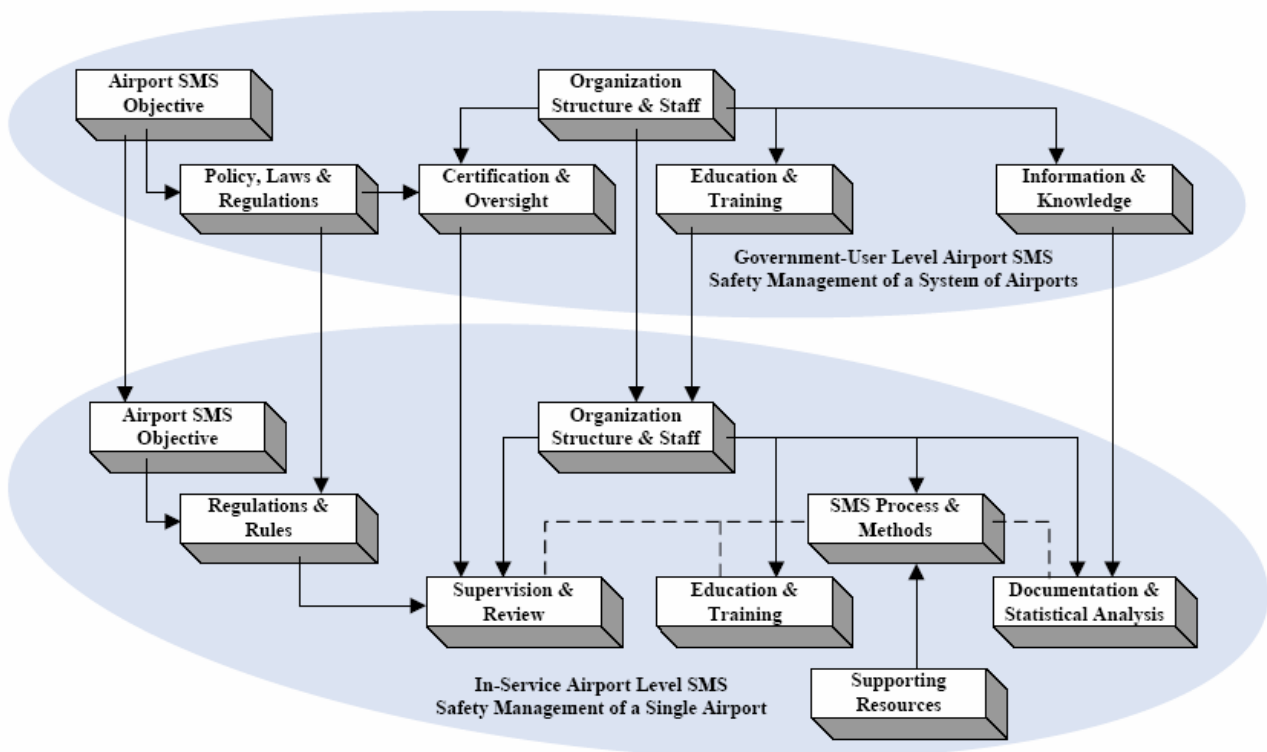 Airport SMS
Objective
Organization
Structure & Staff
Policy, Laws &
Regulations
Certification &
Oversight
Education &
Training
Information &
Knowledge
Government-User Level Airport SMS
Safety Management of a System of Airports
Airport SMS
Objective
Organization
Structure & Staff
Regulations &
Rules
SMS Process &
Methods
Supervision &
Review
Education &
Training
Documentation &
Statistical Analysis
In-Service Airport Level SMS
Safety Management of a Single Airport
Supporting
Resources